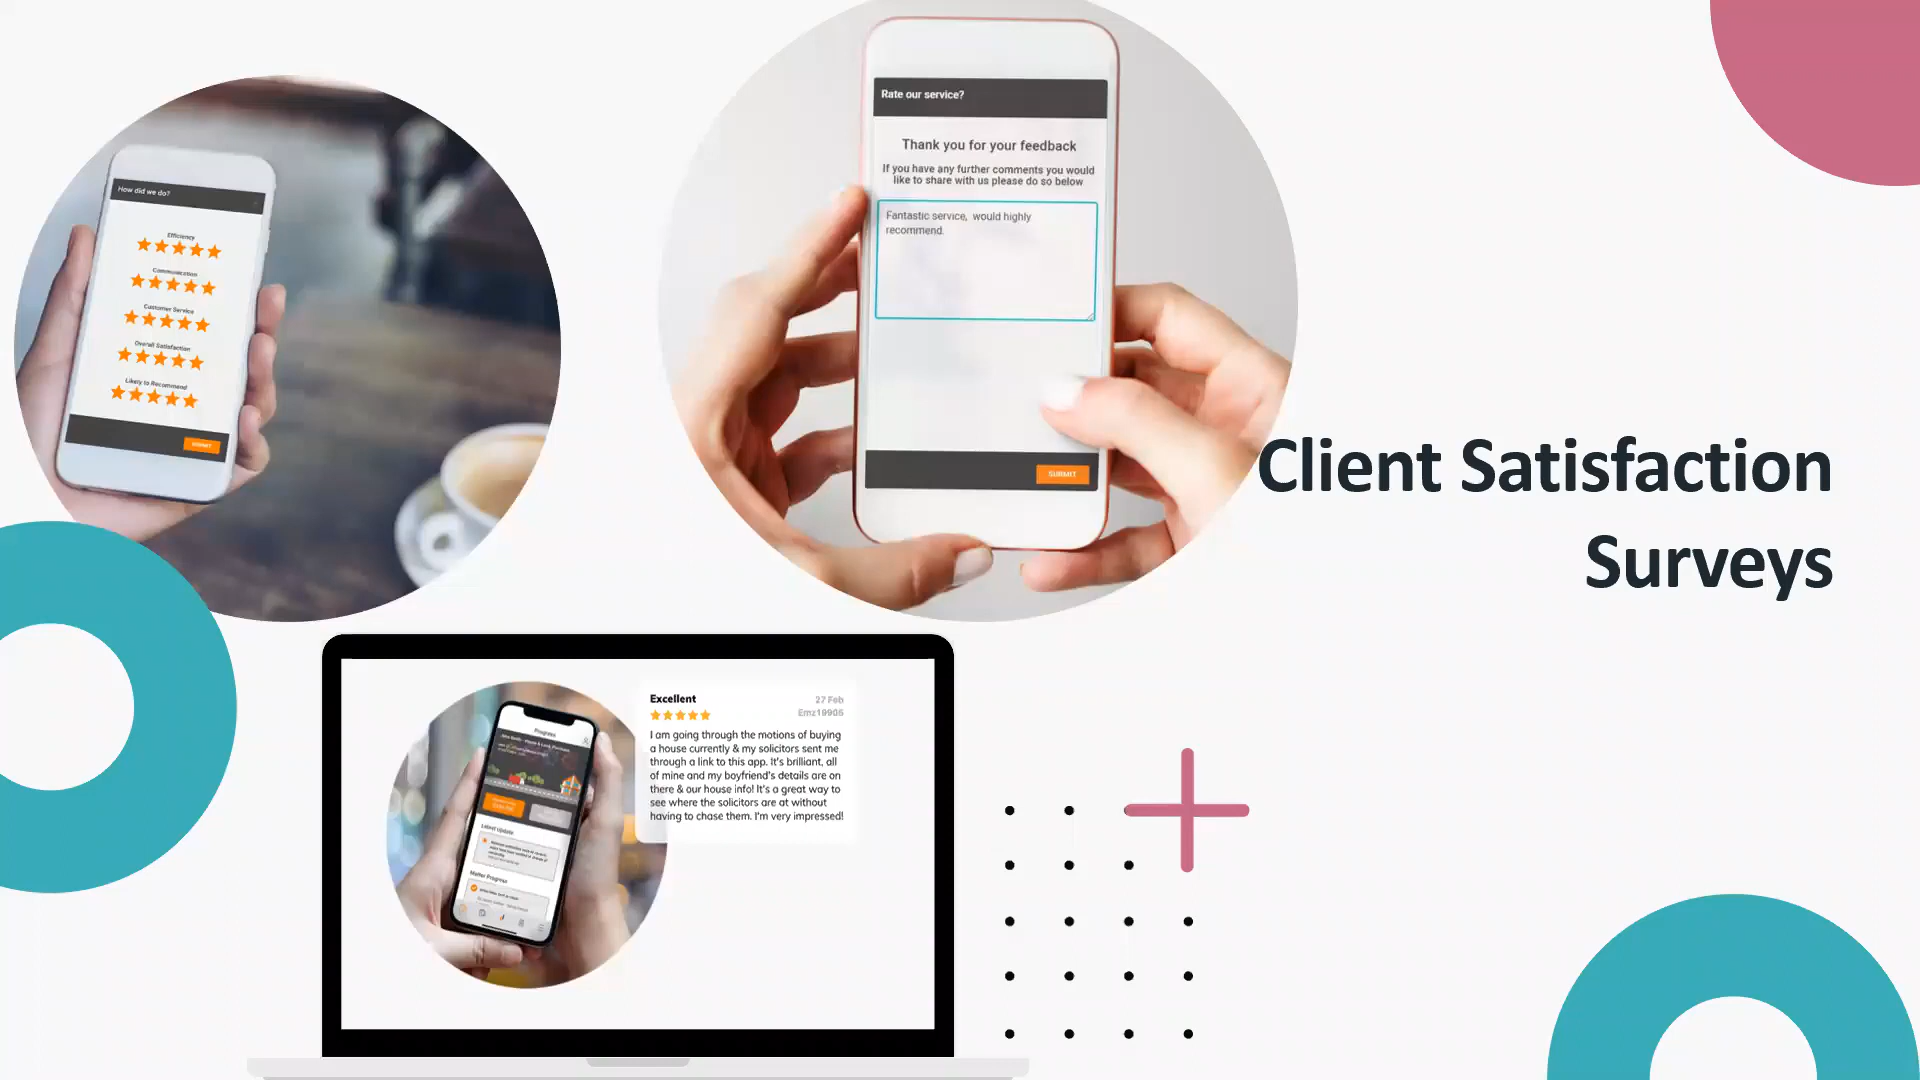 How did we do?
Efficiency
Communication
Customer Service
Overall Satisfaction
Likely to Recommend
SUBMIT
Rate our service?
Thank you for your feedback
If you have any further comments you would
like to share with us please do so below
Fantastic service, would highly
recommend.
SUBMIT
Client Satisfaction
Surveys
Progress
Latest Update
Matter Progress
Excellent
27 Feb
Emz19905
I am going through the motions of buying
a house currently & my solicitors sent me
through a link to this app. It's brilliant, all
of mine and my boyfriend's details are on
there & our house info! It's a great way to
see where the solicitors are at without
having to chase them. I'm very impressed!